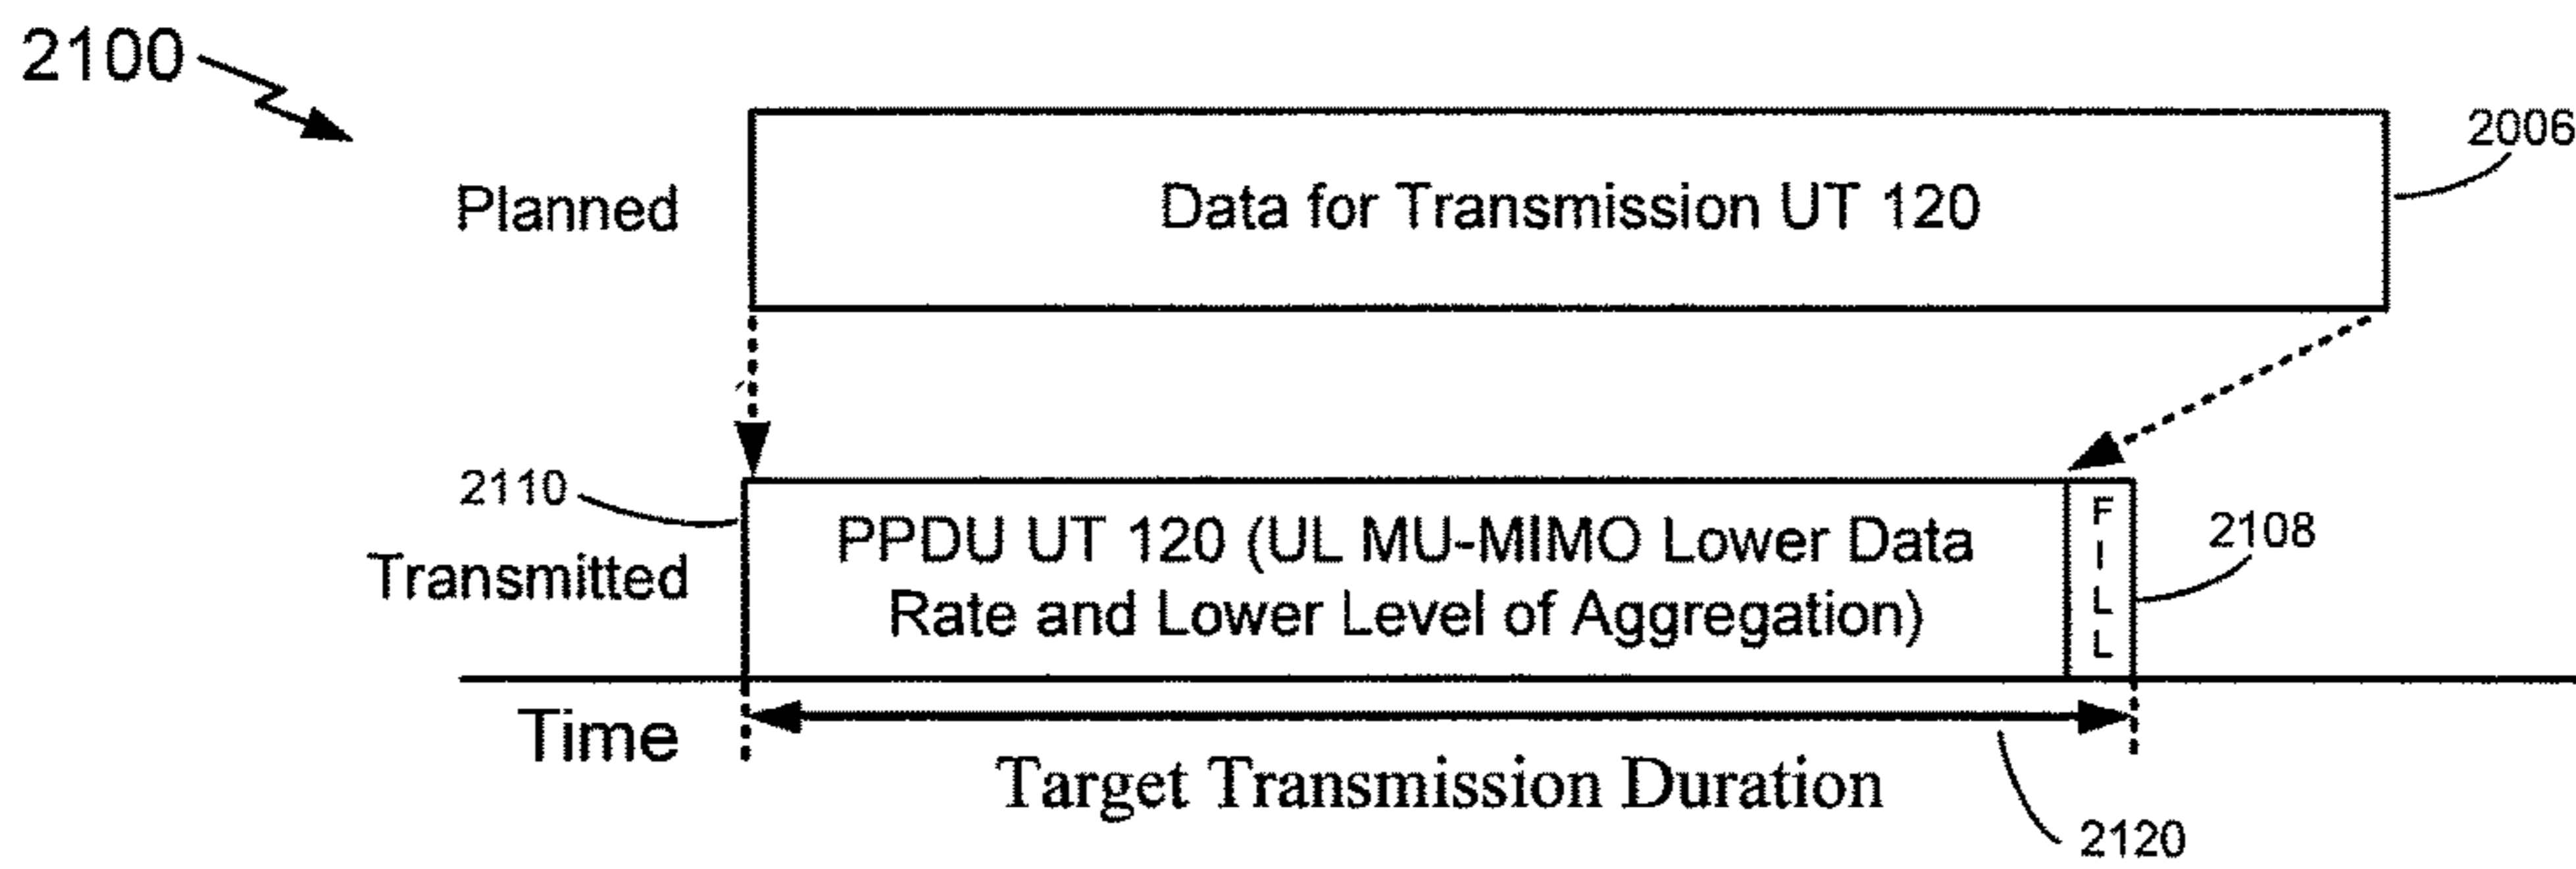 2100
2006
Planned
Data for Transmission UT 120
2110
PPDU UT 120 (UL MU-MIMO Lower Data
Rate and Lower Level of Aggregation)
FILL
2108
Transmitted
Time
Target Transmission Duration
2120